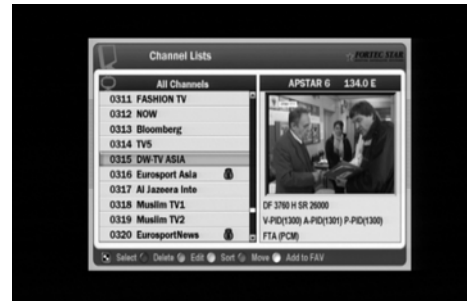 Channel Lists
FORTEC STAR
All Channels
APSTAR 6 134.0 E
0311 FASHION TV
0312 NOW
0313 Bloomberg
0314 TV5
0315 DW-TV ASIA
0316 Eurosport Asia
0317 Al Jazeera Inte
0318 Muslim TV1
0319 Muslim TV2
0320 EurosportNews
DF 3760 H SR 26000
V-PID(1300) A-PID(1301) P-PID(1300)
FTA (PCM)
Select Delete Edit Sort Move Add to FAV